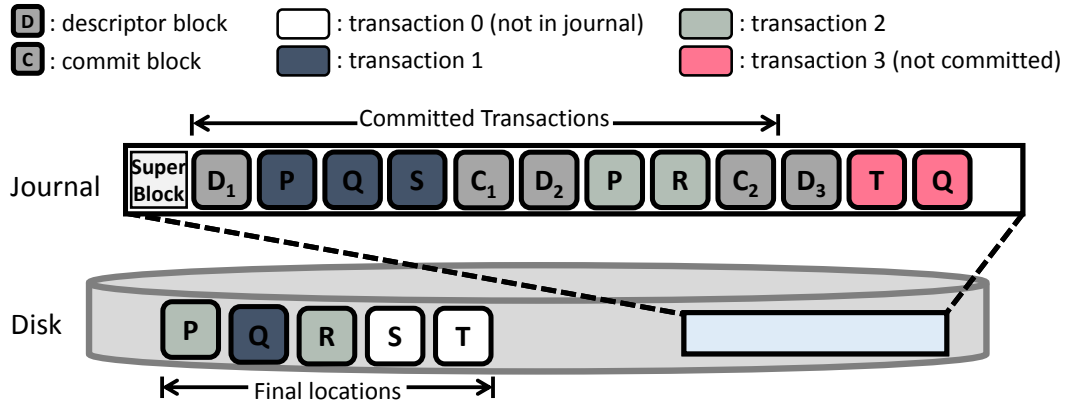 D : descriptor block : transaction 0 (not in journal) : transaction 2
C : commit block : transaction 1 : transaction 3 (not committed)
Committed Transactions
Journal Super Block D1 P Q S C1 D2 P R C2 D3 T Q
Disk P Q R S T
Final locations